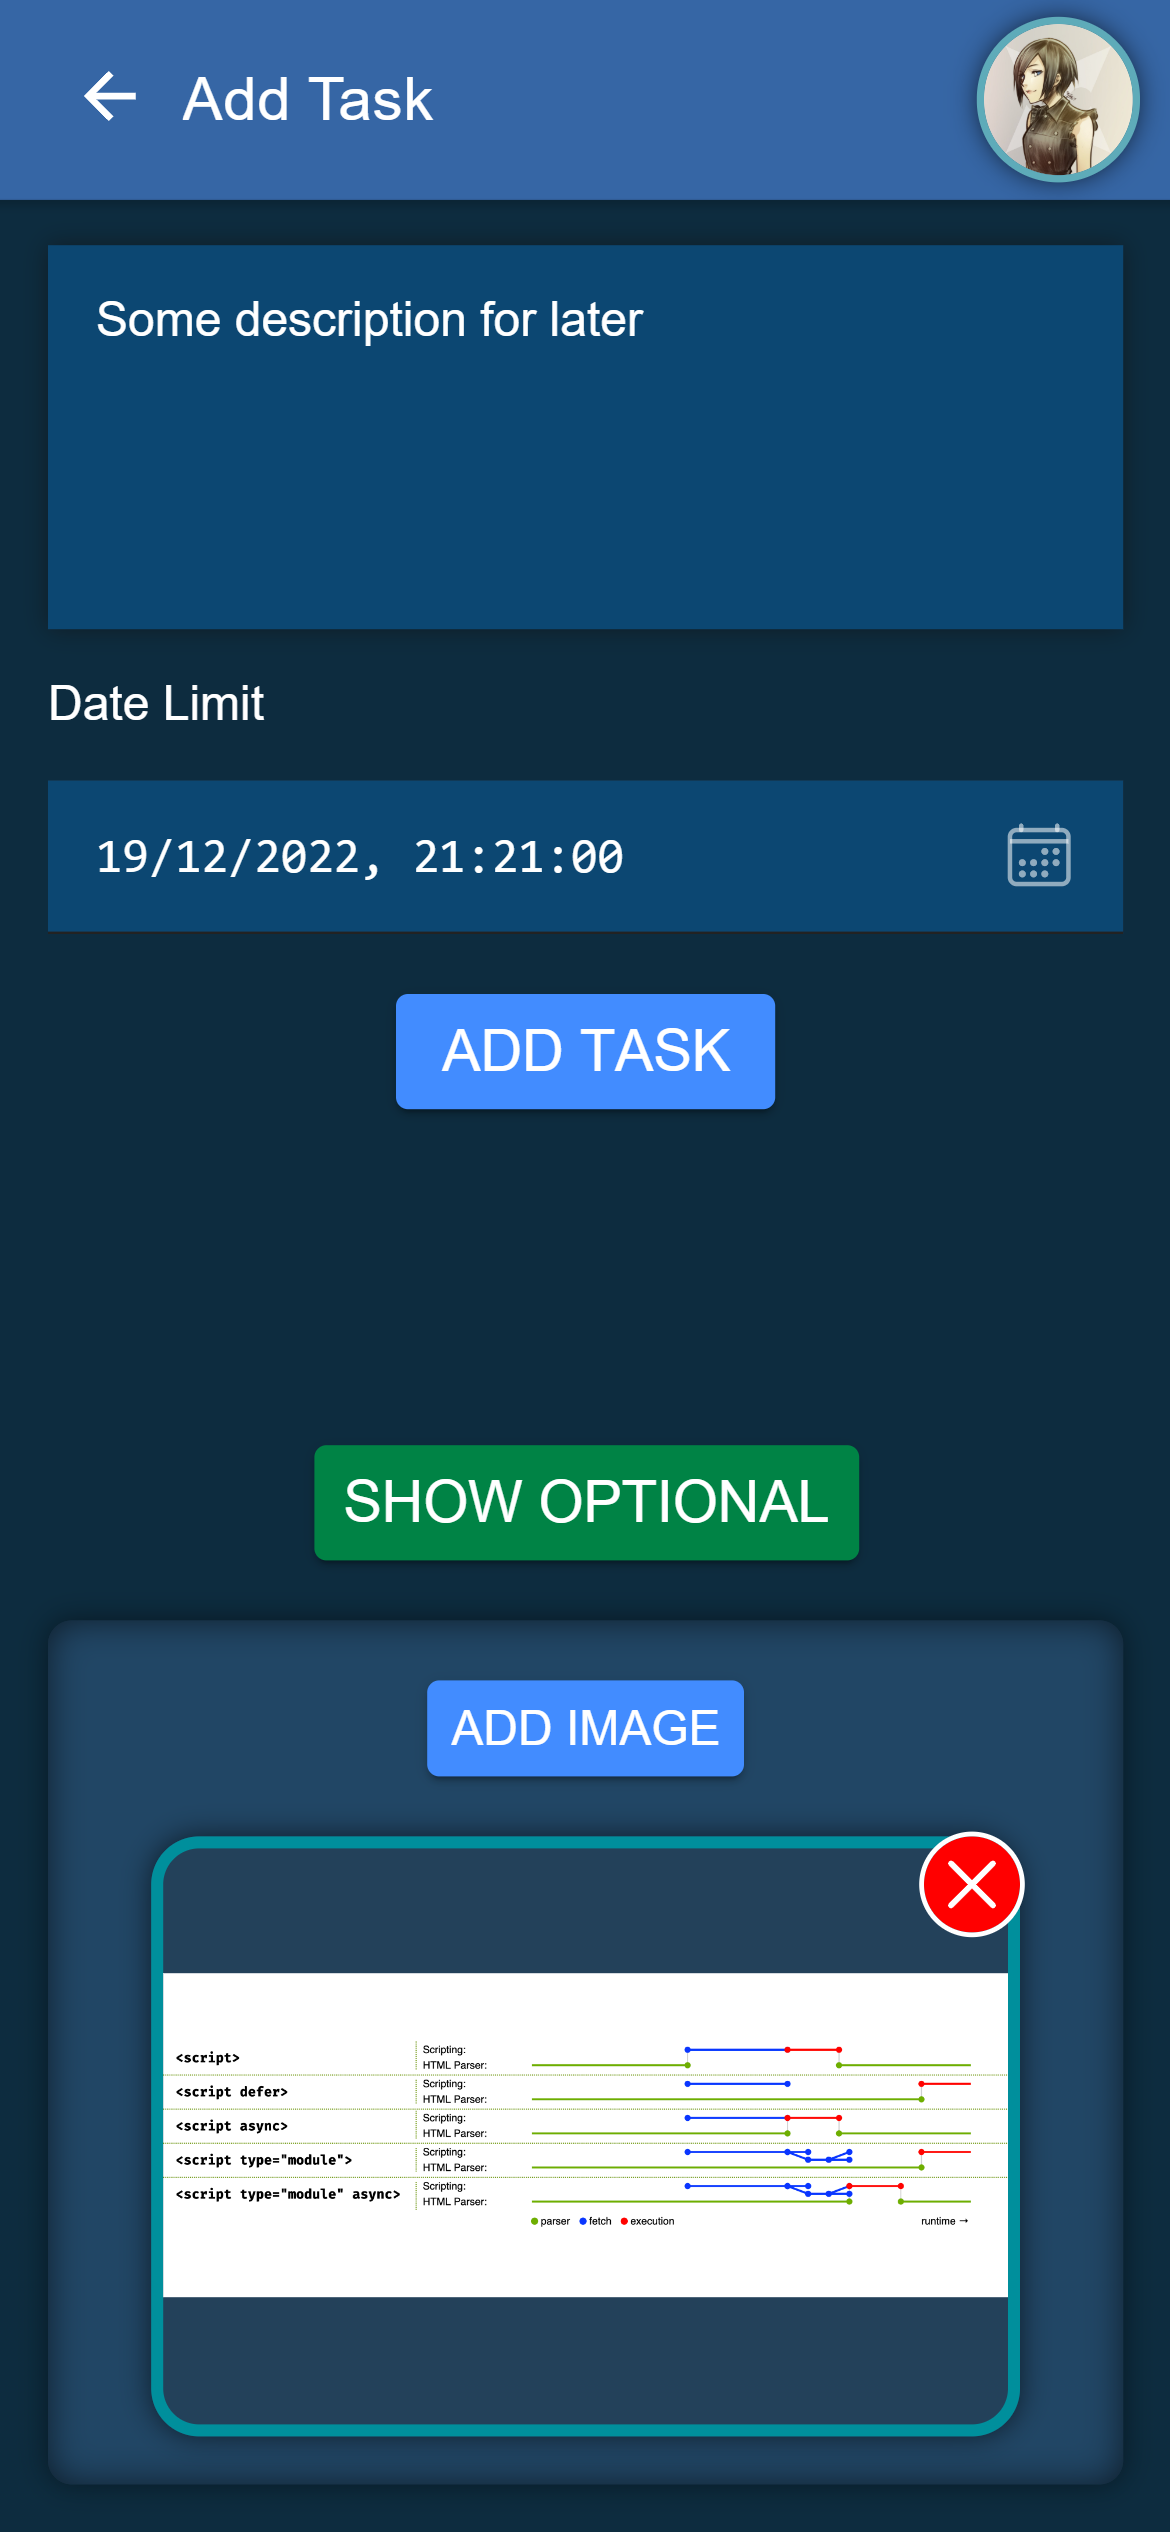 Add Task
Some description for later
Date Limit
19/12/2022, 21:21:00
ADD TASK
SHOW OPTIONAL
ADD IMAGE
<script>
Scripting:
HTML Parser:
<script defer>
Scripting:
HTML Parser:
<script async>
Scripting:
HTML Parser:
<script type="module">
Scripting:
HTML Parser:
<script type="module" async>
Scripting:
HTML Parser:
parser fetch execution runtime →